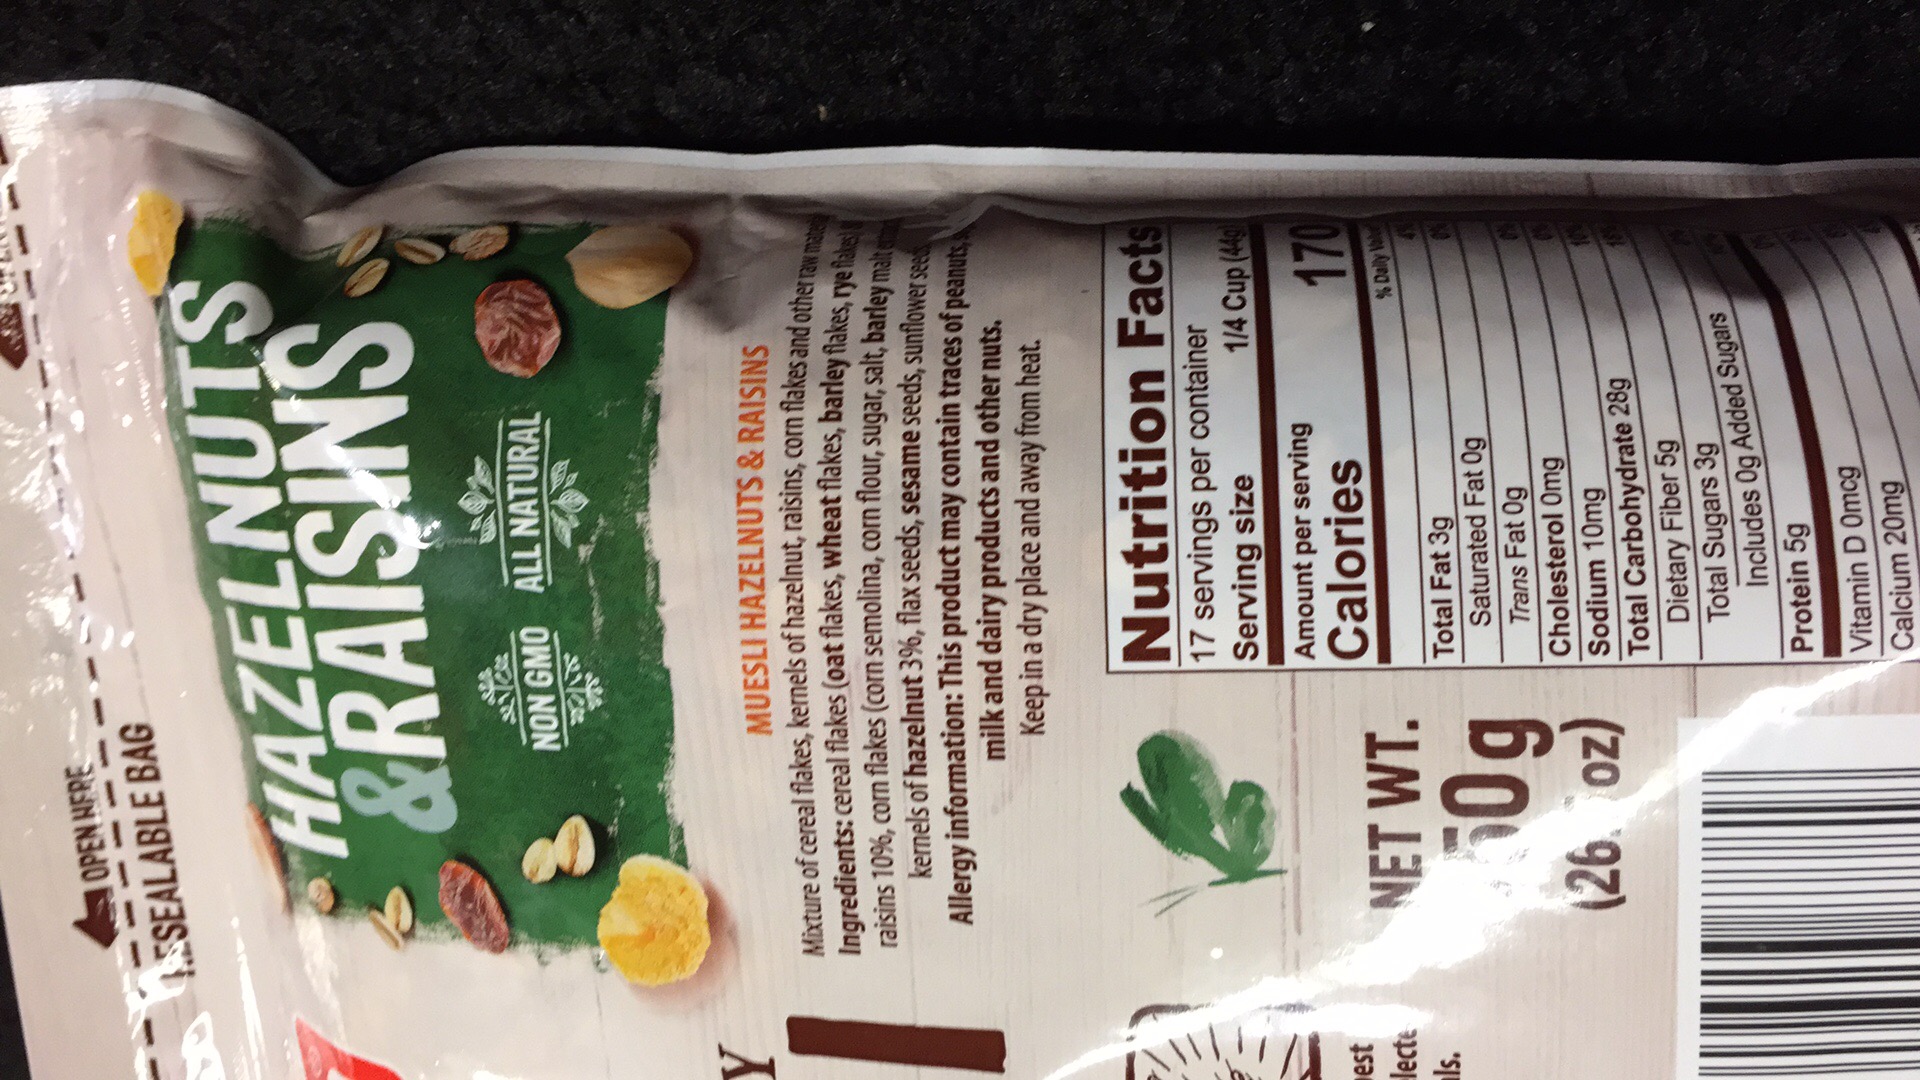 OPEN HERE
RESEALABLE BAG
HAZELNUTS
& RAISINS
NON GMO
ALL NATURAL
MUESLI HAZELNUTS & RAISINS
Mixture of cereal flakes, kernels of hazelnut, raisins, corn flakes and other raw
Ingredients: cereal flakes (oat flakes, wheat flakes, barley flakes, rye flakes)
raisins 10%, corn flakes (corn semolina, corn flour, sugar, salt, barley malt
kernels of hazelnut 3%, flax seeds, sesame seeds, sunflower seeds
Allergy information: This product may contain traces of peanuts,
milk and dairy products and other nuts.
Keep in a dry place and away from heat.
Nutrition Facts
17 servings per container
Serving size 1/4 Cup (44g)
Amount per serving
Calories 170
% Daily
Total Fat 3g
Saturated Fat 0g
Trans Fat 0g
Cholesterol 0mg
Sodium 10mg
Total Carbohydrate 28g
Dietary Fiber 5g
Total Sugars 3g
Includes 0g Added Sugars
Protein 5g
Vitamin D 0mcg
Calcium 20mg
NET WT.
50 g
(26 oz)